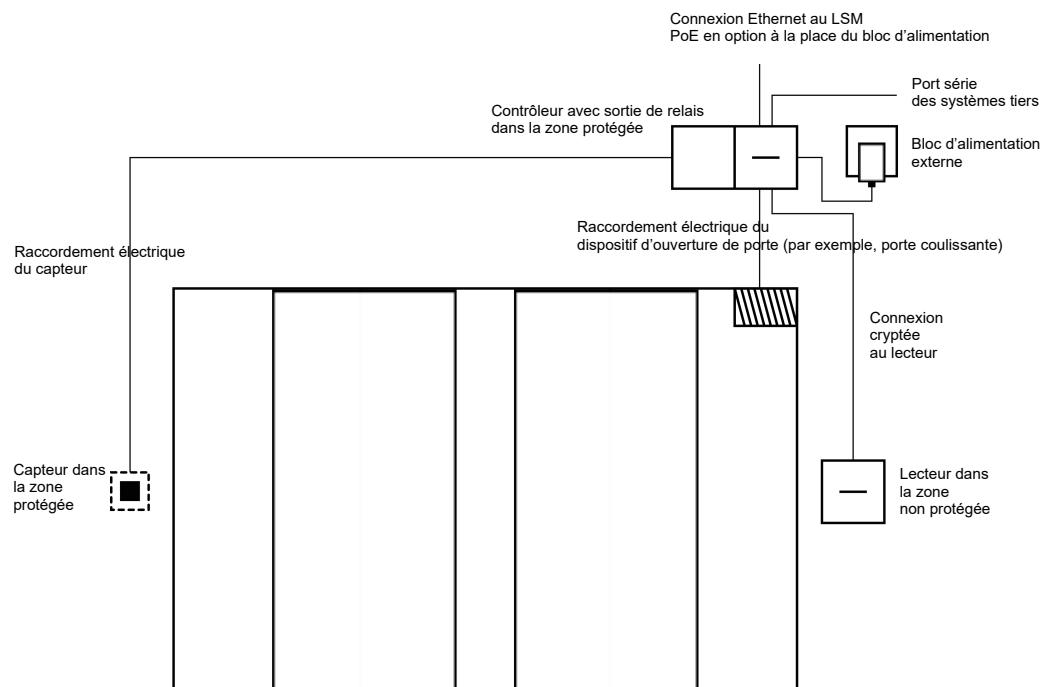 Connexion Ethernet au LSM
PoE en option à la place du bloc d’alimentation
Port série
des systèmes tiers
Contrôleur avec sortie de relais
dans la zone protégée
Bloc d’alimentation
externe
Raccordement électrique du
dispositif d’ouverture de porte (par exemple, porte coulissante)
Raccordement électrique
du capteur
Connexion
cryptée
au lecteur
Capteur dans
la zone
protégée
Lecteur dans
la zone
non protégée